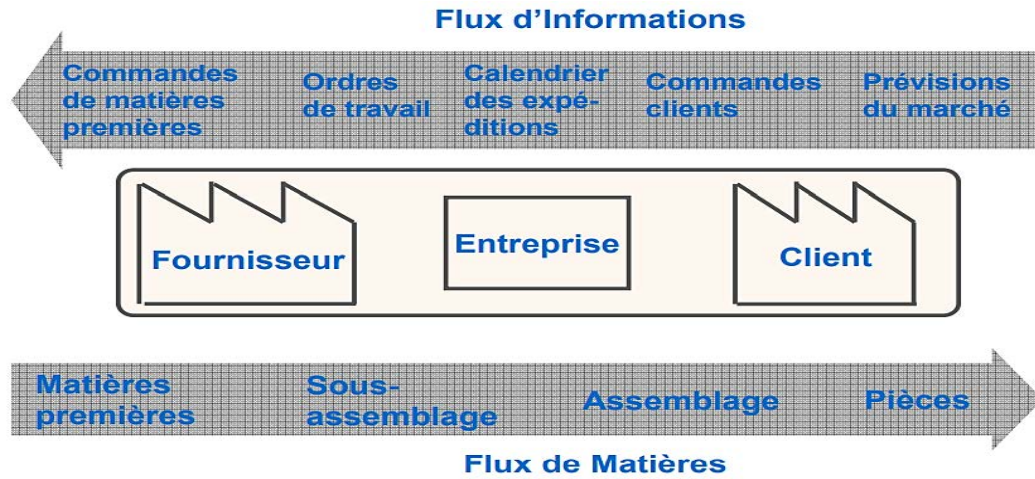 Flux d’Informations
Commandes
de matières
premières
Ordres
de travail
Calendrier
des expé-
ditions
Commandes
clients
Prévisions
du marché
Fournisseur
Entreprise
Client
Matières
premières
Sous-
assemblage
Assemblage
Pièces
Flux de Matières